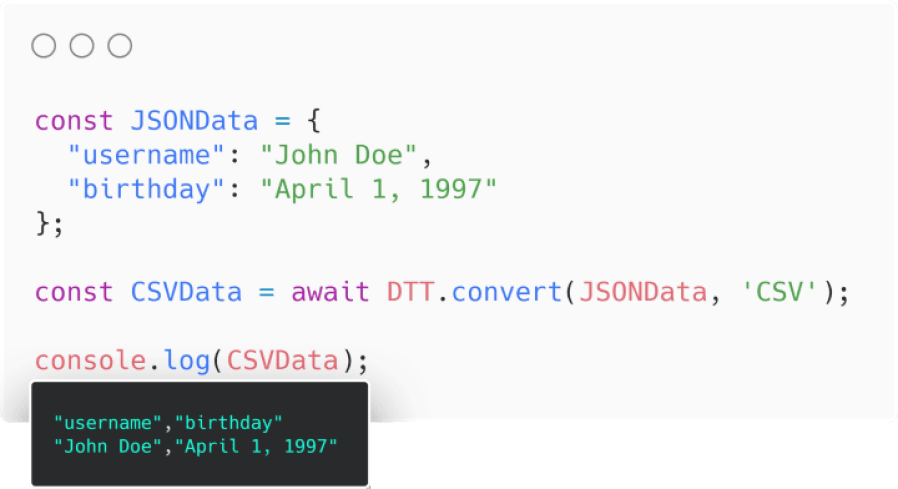 const JSONData = {
  "username": "John Doe",
  "birthday": "April 1, 1997"
};
const CSVData = await DTT.convert(JSONData, 'CSV');
console.log(CSVData);
"username","birthday"
"John Doe","April 1, 1997"